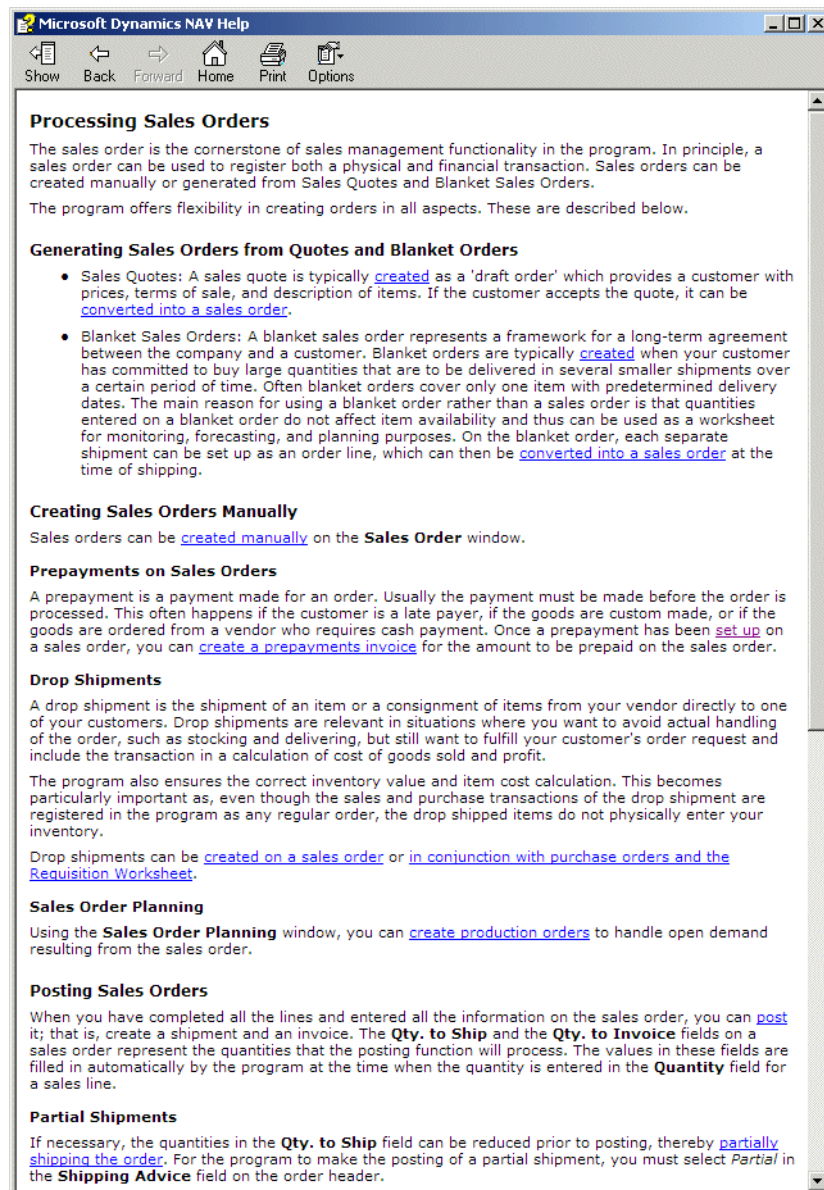 Microsoft Dynamics NAV Help
Show Back Forward Home Print Options
Processing Sales Orders
The sales order is the cornerstone of sales management functionality in the program. In principle, a
sales order can be used to register both a physical and financial transaction. Sales orders can be
created manually or generated from Sales Quotes and Blanket Sales Orders.
The program offers flexibility in creating orders in all aspects. These are described below.
Generating Sales Orders from Quotes and Blanket Orders
• Sales Quotes: A sales quote is typically created as a 'draft order' which provides a customer with
prices, terms of sale, and description of items. If the customer accepts the quote, it can be
converted into a sales order.
• Blanket Sales Orders: A blanket sales order represents a framework for a long-term agreement
between the company and a customer. Blanket orders are typically created when your customer
has committed to buy large quantities that are to be delivered in several smaller shipments over
a certain period of time. Often blanket orders cover only one item with predetermined delivery
dates. The main reason for using a blanket order rather than a sales order is that quantities
entered on a blanket order do not affect item availability and thus can be used as a worksheet
for monitoring, forecasting, and planning purposes. On the blanket order, each separate
shipment can be set up as an order line, which can then be converted into a sales order at the
time of shipping.
Creating Sales Orders Manually
Sales orders can be created manually on the Sales Order window.
Prepayments on Sales Orders
A prepayment is a payment made for an order. Usually the payment must be made before the order is
processed. This often happens if the customer is a late payer, if the goods are custom made, or if the
goods are ordered from a vendor who requires cash payment. Once a prepayment has been set up on
a sales order, you can create a prepayments invoice for the amount to be prepaid on the sales order.
Drop Shipments
A drop shipment is the shipment of an item or a consignment of items from your vendor directly to one
of your customers. Drop shipments are relevant in situations where you want to avoid actual handling
of the order, such as stocking and delivering, but still want to fulfill your customer's order request and
include the transaction in a calculation of cost of goods sold and profit.
The program also ensures the correct inventory value and item cost calculation. This becomes
particularly important as, even though the sales and purchase transactions of the drop shipment are
registered in the program as any regular order, the drop shipped items do not physically enter your
inventory.
Drop shipments can be created on a sales order or in conjunction with purchase orders and the
Requisition Worksheet.
Sales Order Planning
Using the Sales Order Planning window, you can create production orders to handle open demand
resulting from the sales order.
Posting Sales Orders
When you have completed all the lines and entered all the information on the sales order, you can post
it; that is, create a shipment and an invoice. The Qty. to Ship and the Qty. to Invoice fields on a
sales order represent the quantities that the posting function will process. The values in these fields are
filled in automatically by the program at the time when the quantity is entered in the Quantity field for
a sales line.
Partial Shipments
If necessary, the quantities in the Qty. to Ship field can be reduced prior to posting, thereby partially
shipping the order. For the program to make the posting of a partial shipment, you must select Partial in
the Shipping Advice field on the order header.